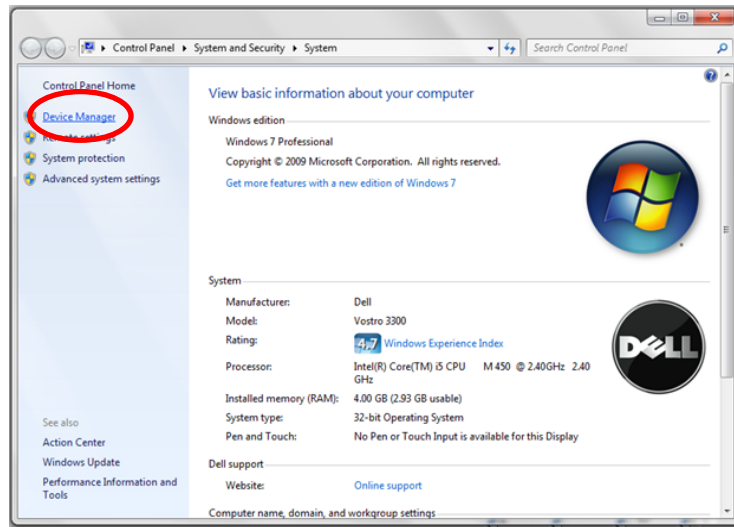 Control Panel ▸ System and Security ▸ System
Search Control Panel
Control Panel Home
Device Manager
Remote settings
System protection
Advanced system settings
See also
Action Center
Windows Update
Performance Information and
Tools
View basic information about your computer
Windows edition
Windows 7 Professional
Copyright © 2009 Microsoft Corporation. All rights reserved.
Get more features with a new edition of Windows 7
System
Manufacturer: Dell
Model: Vostro 3300
Rating: 4,7 Windows Experience Index
Processor: Intel(R) Core(TM) i5 CPU M 450 @ 2.40GHz 2.40
GHz
Installed memory (RAM): 4.00 GB (2.93 GB usable)
System type: 32-bit Operating System
Pen and Touch: No Pen or Touch Input is available for this Display
DELL
Dell support
Website: Online support
Computer name, domain, and workgroup settings